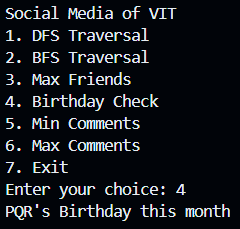 Social Media of VIT
1. DFS Traversal
2. BFS Traversal
3. Max Friends
4. Birthday Check
5. Min Comments
6. Max Comments
7. Exit
Enter your choice: 4
PQR's Birthday this month